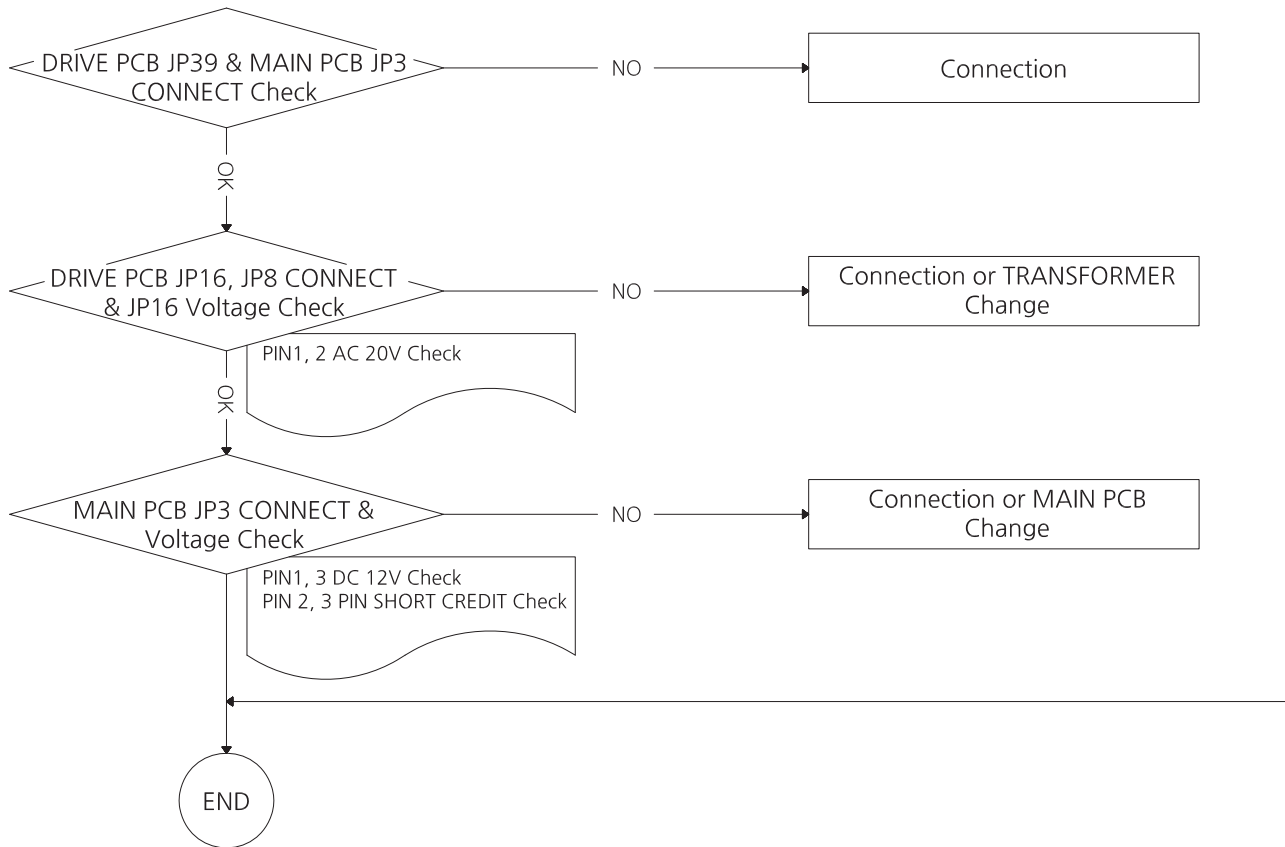 DRIVE PCB JP39 & MAIN PCB JP3
CONNECT Check
NO
Connection
OK
DRIVE PCB JP16, JP8 CONNECT
& JP16 Voltage Check
NO
Connection or TRANSFORMER
Change
PIN1, 2 AC 20V Check
OK
MAIN PCB JP3 CONNECT &
Voltage Check
NO
Connection or MAIN PCB
Change
PIN1, 3 DC 12V Check
PIN 2, 3 PIN SHORT CREDIT Check
END